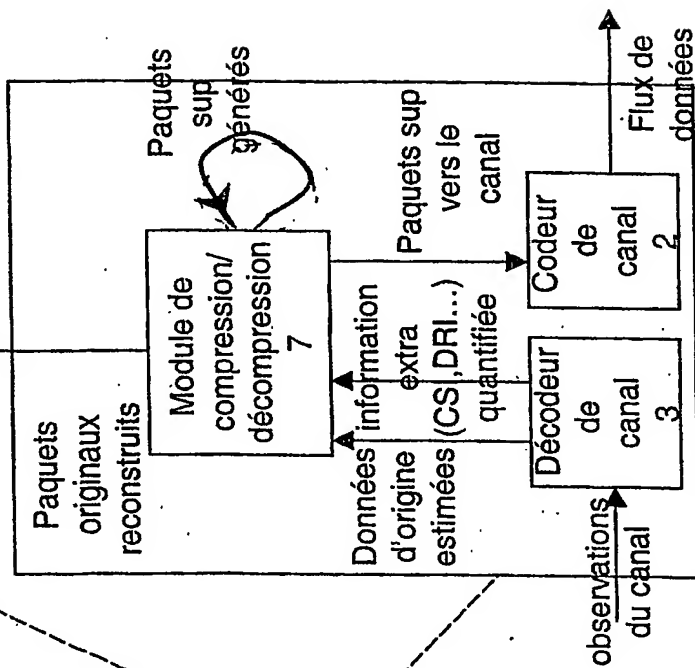 Paquets
originaux
reconstruits
Paquets
sup
générés
Module de
compression/
décompression
7
Données
d'origine
estimées
information
extra
(CSI,DRI...)
quantifiée
Paquets sup
vers le
canal
Décodeur
de
canal
3
Codeur
de
canal
2
observations
du canal
Flux de
données